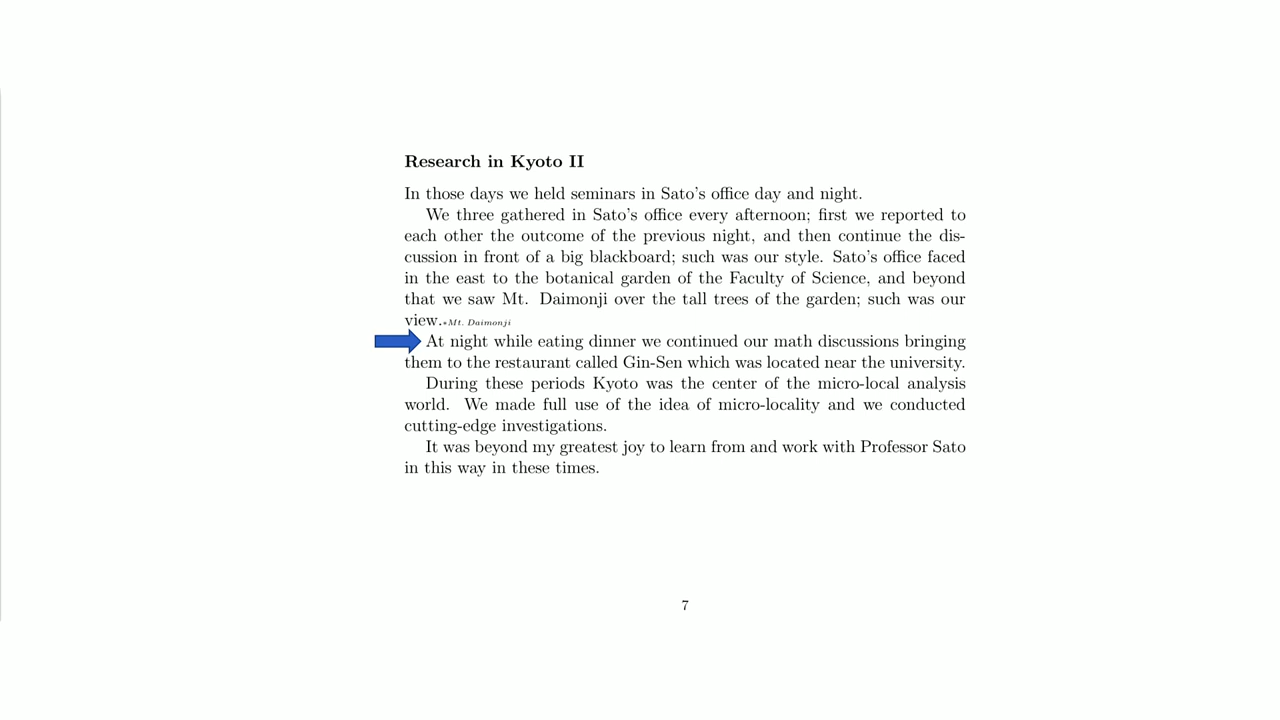 Research in Kyoto II
In those days we held seminars in Sato's office day and night.
We three gathered in Sato's office every afternoon; first we reported to
each other the outcome of the previous night, and then continue the dis-
cussion in front of a big blackboard; such was our style. Sato's office faced
in the east to the botanical garden of the Faculty of Science, and beyond
that we saw Mt. Daimonji over the tall trees of the garden; such was our
view.*Mt. Daimonji
At night while eating dinner we continued our math discussions bringing
them to the restaurant called Gin-Sen which was located near the university.
During these periods Kyoto was the center of the micro-local analysis
world. We made full use of the idea of micro-locality and we conducted
cutting-edge investigations.
It was beyond my greatest joy to learn from and work with Professor Sato
in this way in these times.
7